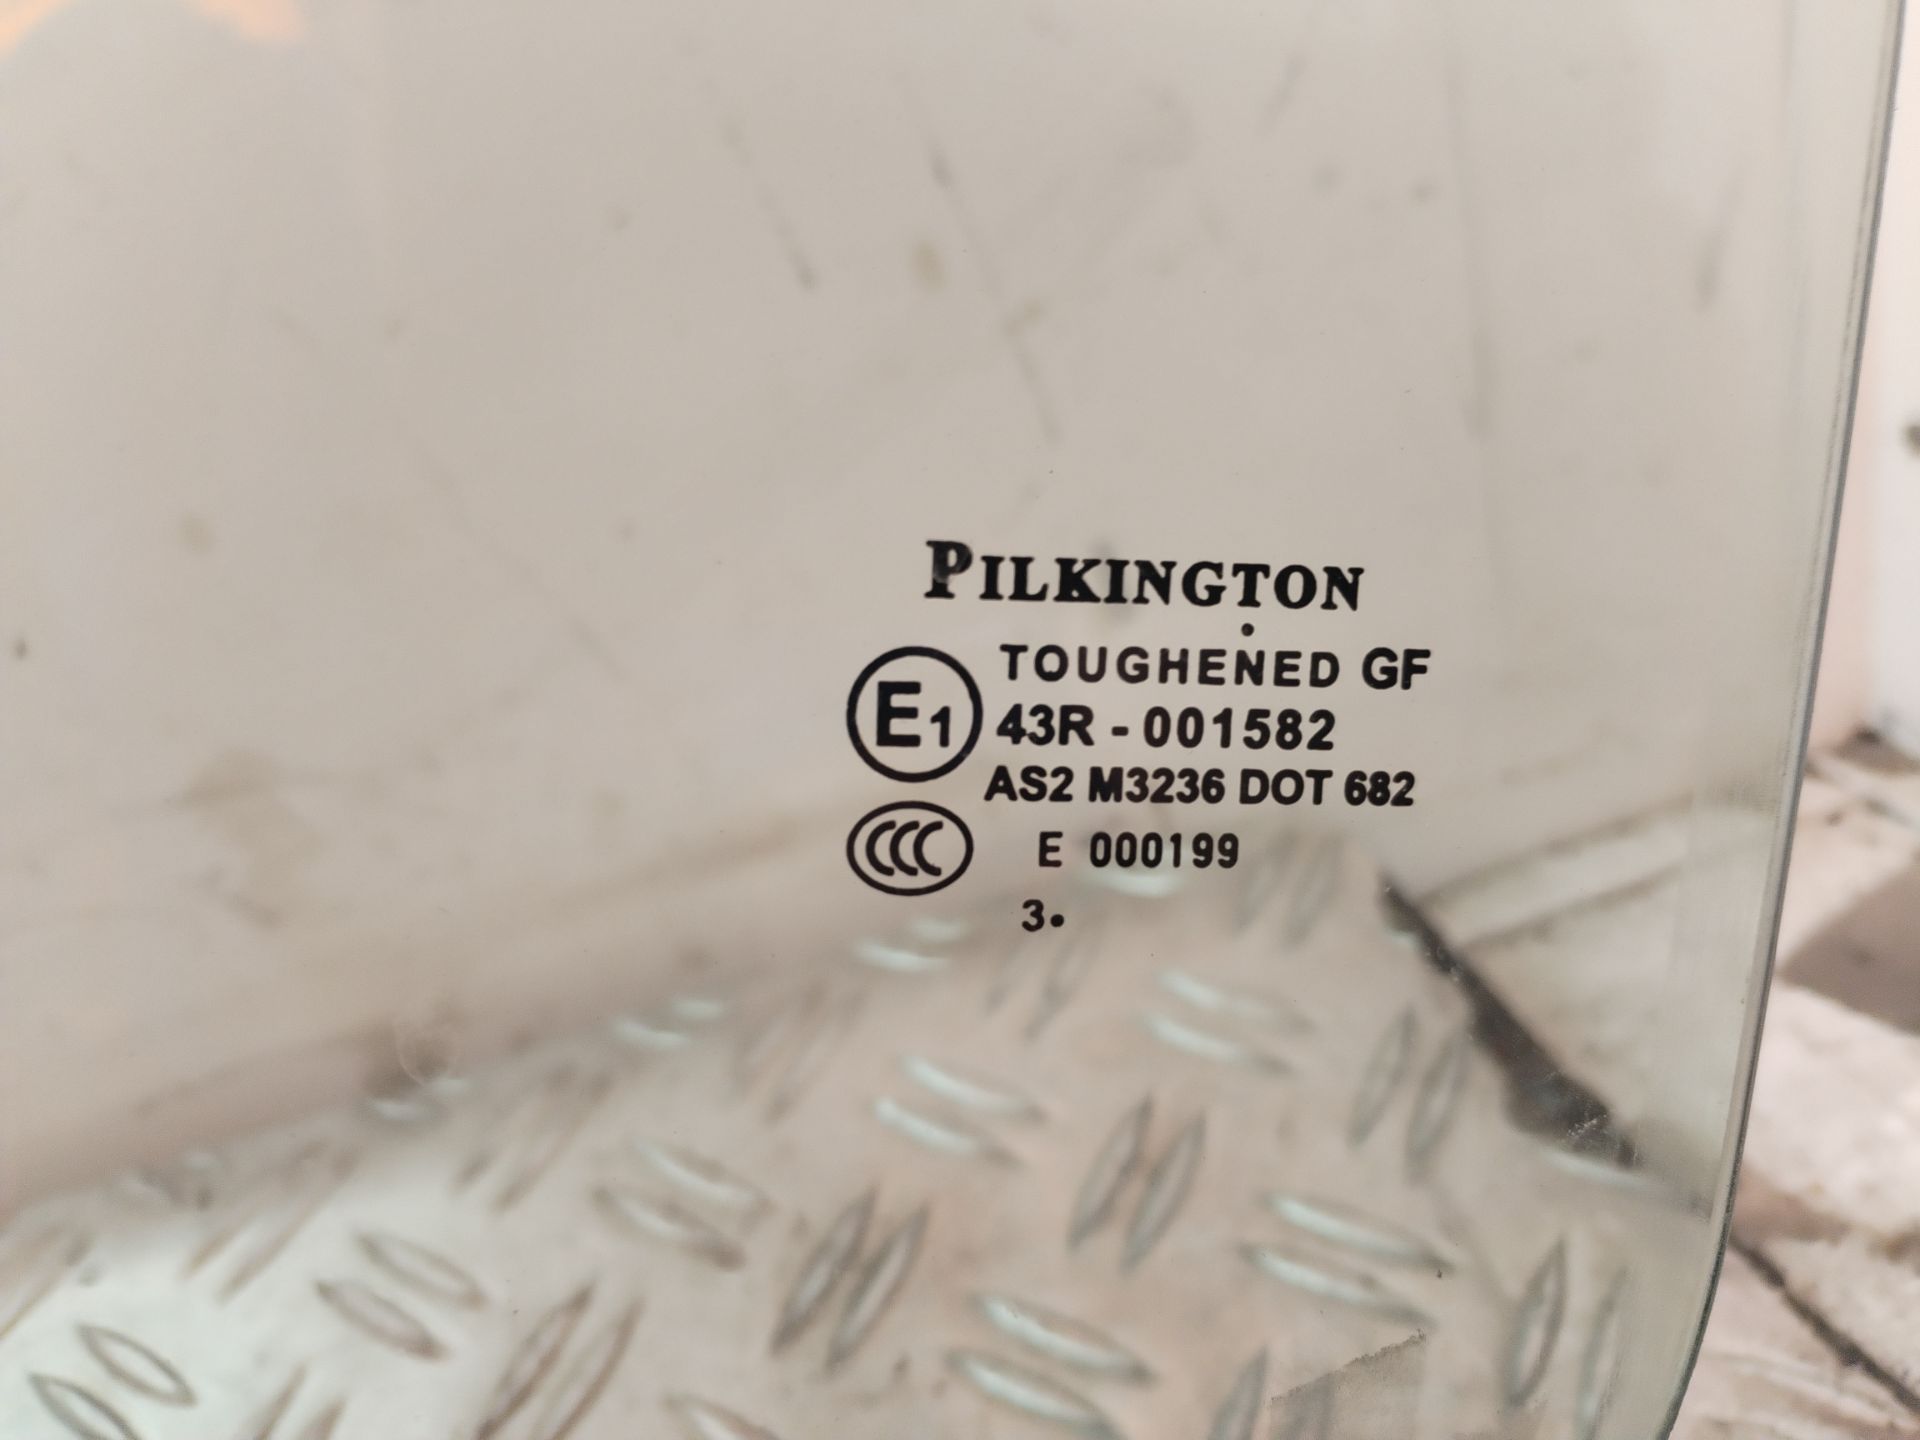 PILKINGTON
TOUGHENED GF
E1 43R - 001582
AS2 M3236 DOT 682
CCC E 000199
3.